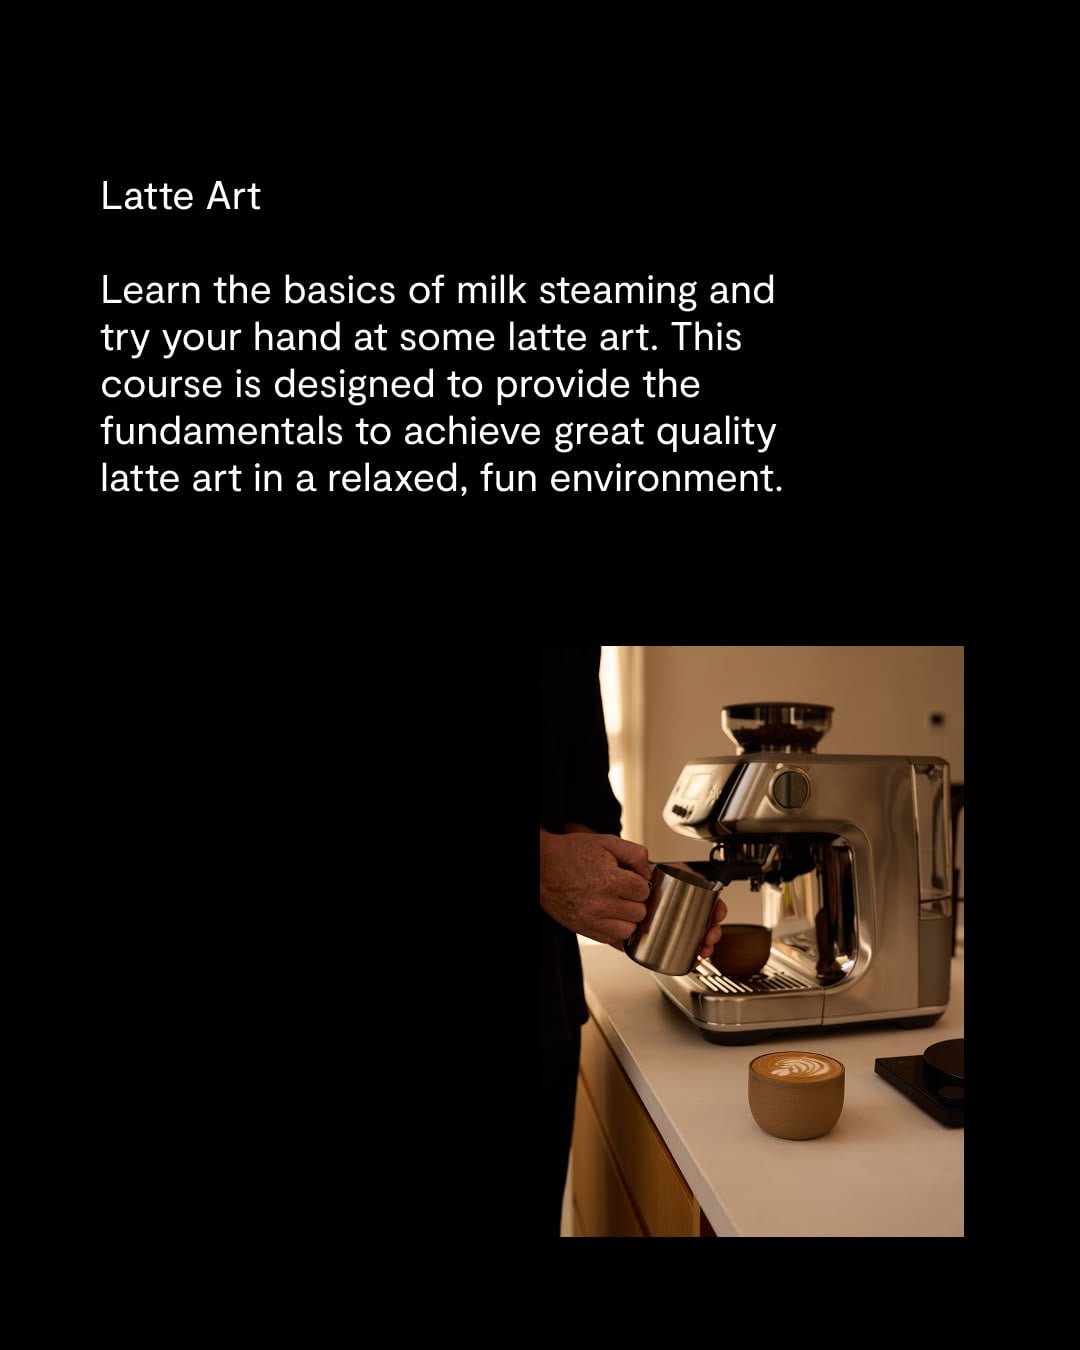 Latte Art
Learn the basics of milk steaming and
try your hand at some latte art. This
course is designed to provide the
fundamentals to achieve great quality
latte art in a relaxed, fun environment.